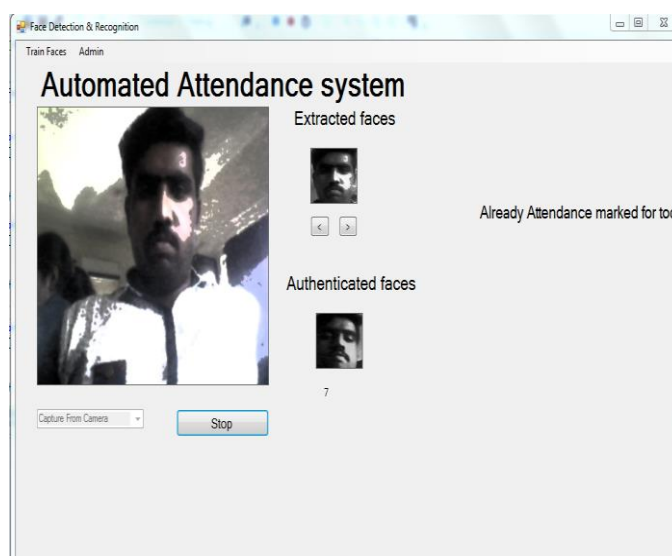 Face Detection & Recognition
Train Faces Admin
Automated Attendance system
Extracted faces
< >
Already Attendance marked for
Authenticated faces
7
Capture From Camera
Stop